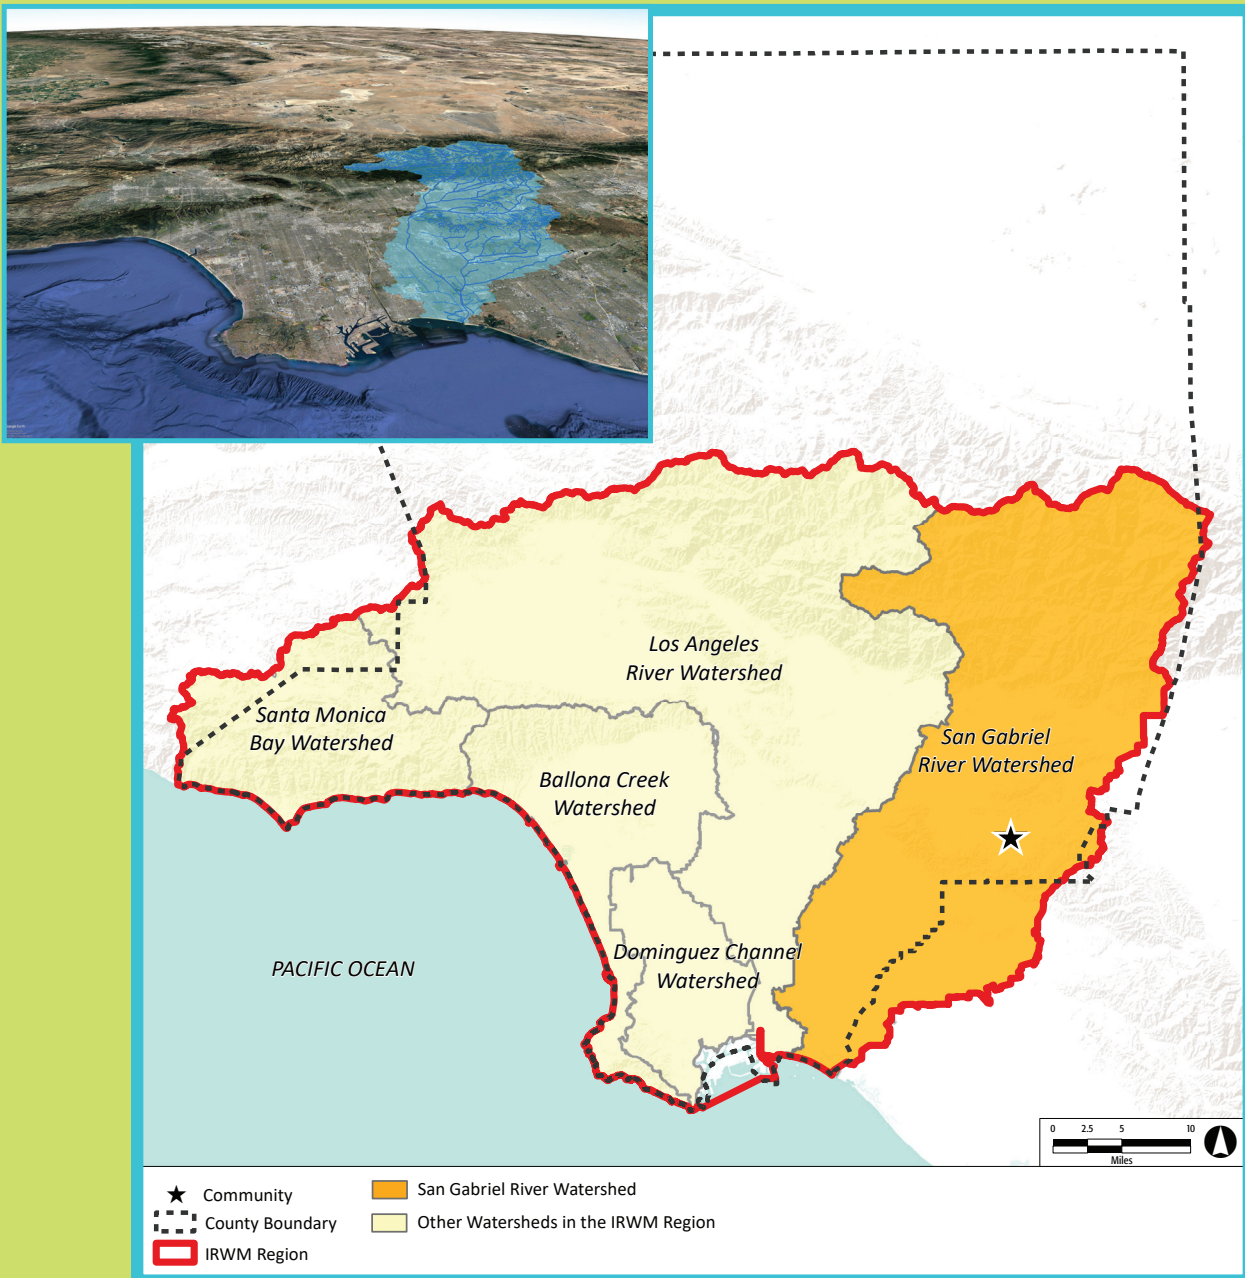 Los Angeles
River Watershed
Santa Monica
Bay Watershed
San Gabriel
River Watershed
Ballona Creek
Watershed
Dominguez Channel
Watershed
PACIFIC OCEAN
0 2.5 5 10
Miles
Community
County Boundary
IRWM Region
San Gabriel River Watershed
Other Watersheds in the IRWM Region